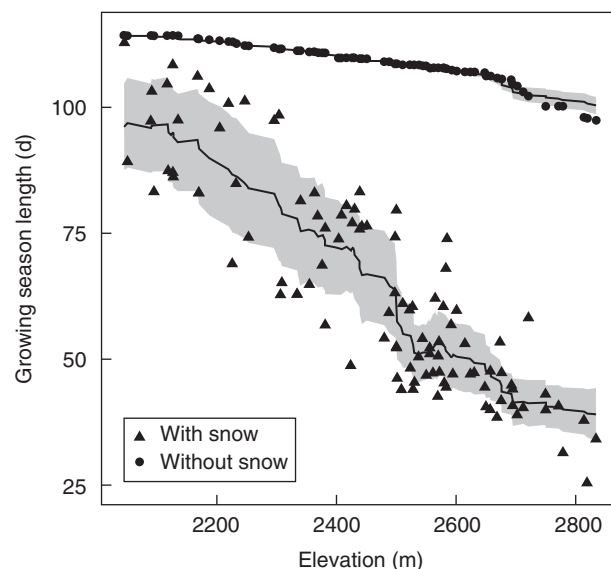 Growing season length (d)
100
75
50
25
With snow
Without snow
2200
2400
2600
2800
Elevation (m)